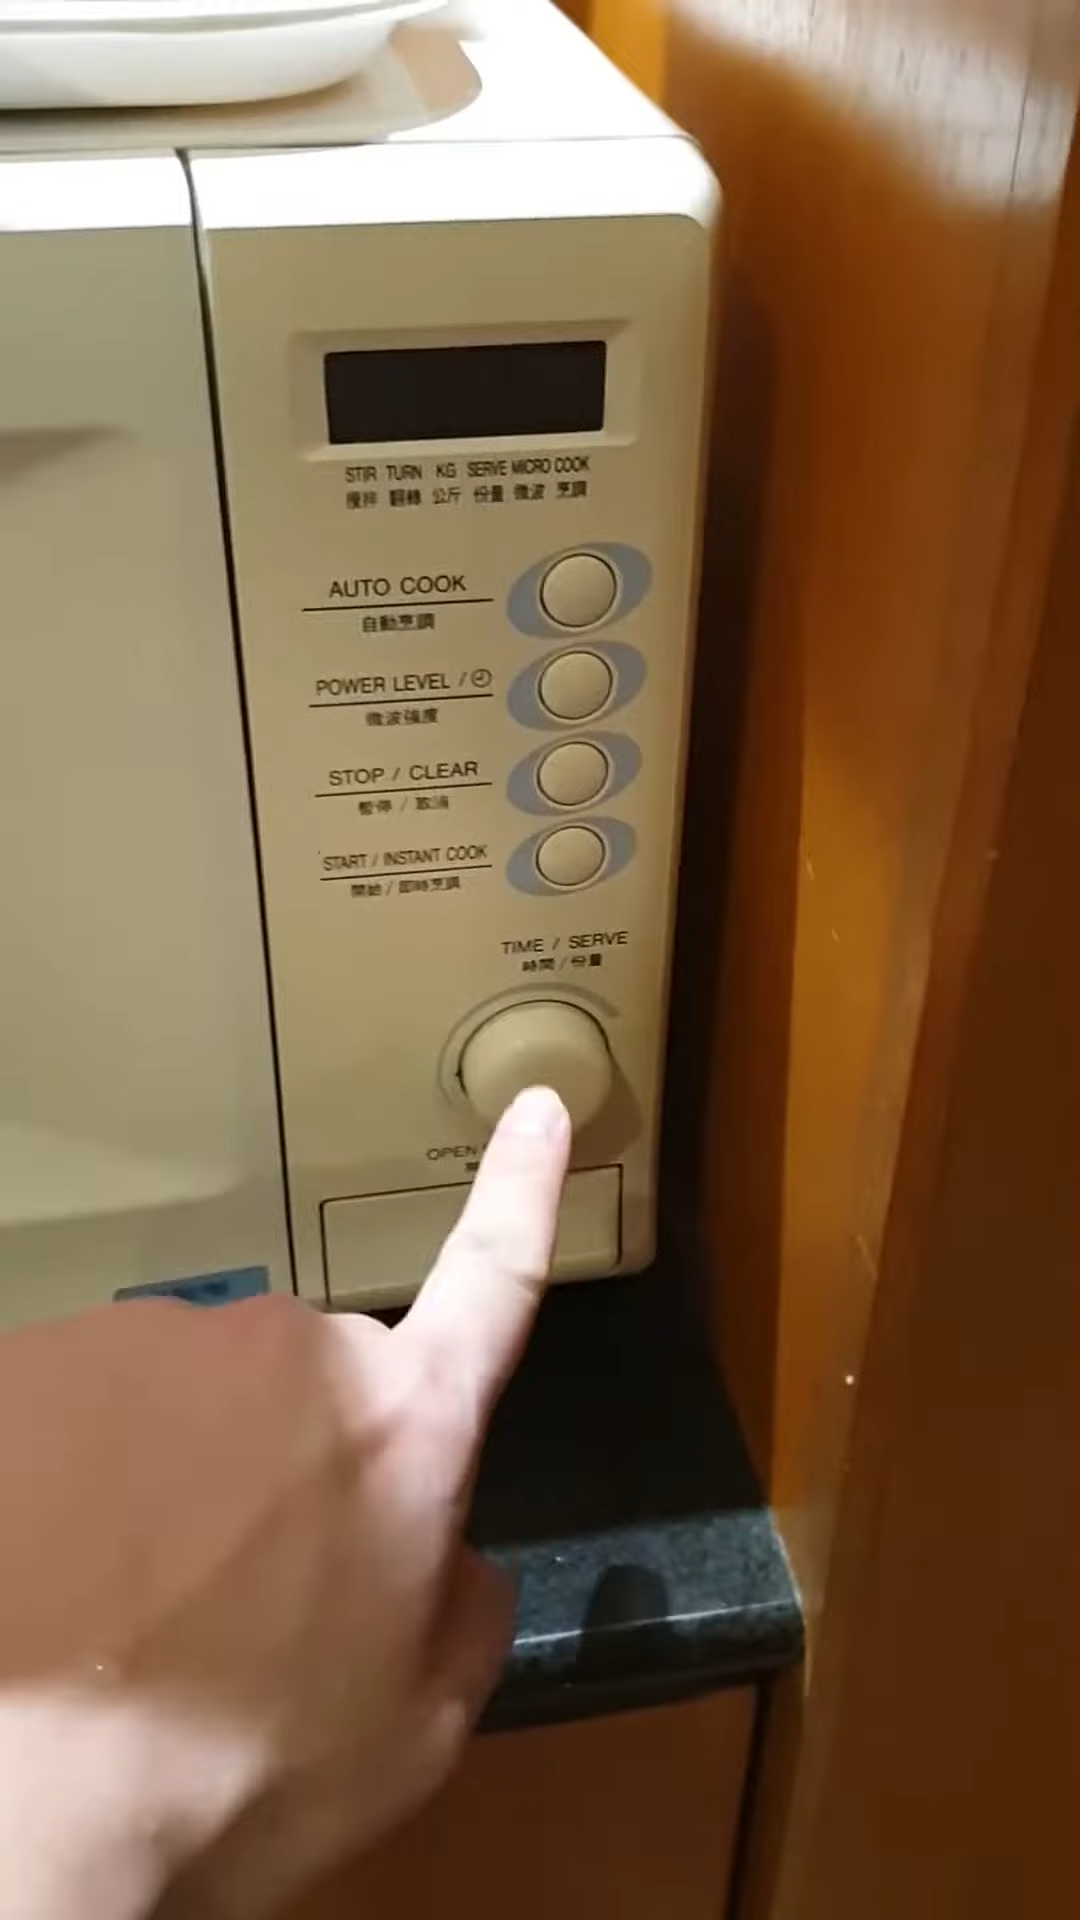 STIR TURN KG SERVE MICRO COOK
攪拌 翻轉 公斤 份量 微波 烹調
AUTO COOK
自動烹調
POWER LEVEL /
微波強度
STOP / CLEAR
暫停 / 取消
START / INSTANT COOK
開始 / 即時烹調
TIME / SERVE
時間 / 份量
OPEN